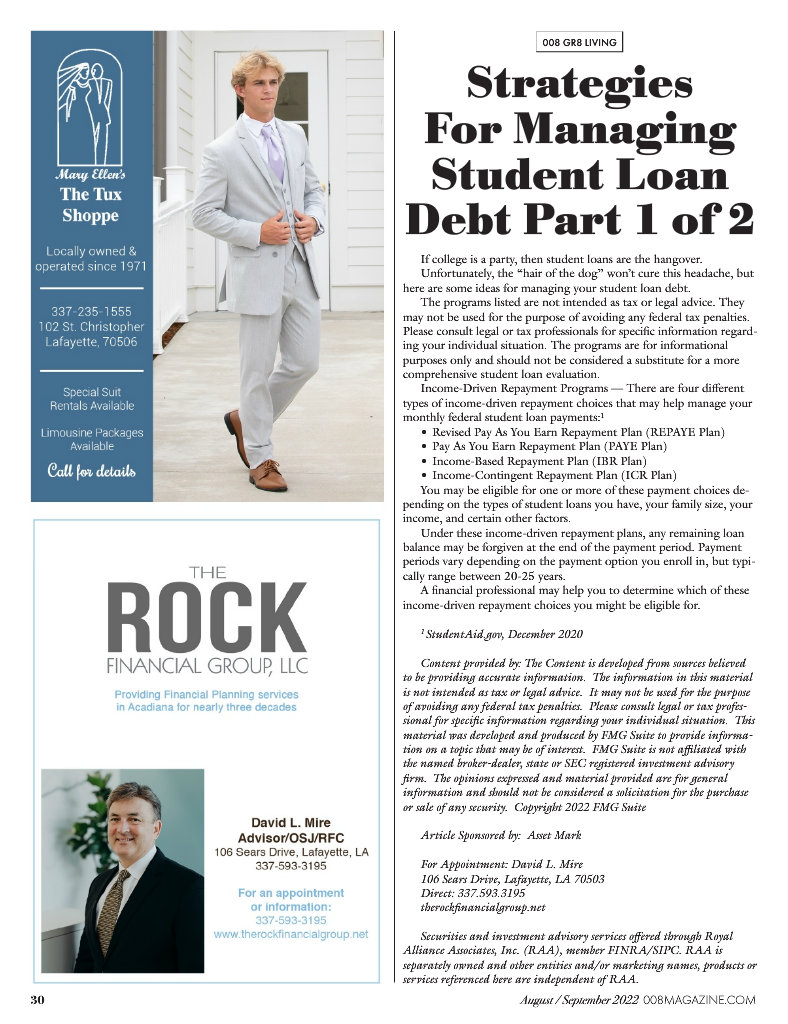 Mary Ellen's
The Tux
Shoppe
Locally owned &
operated since 1971
337-235-1555
102 St. Christopher
Lafayette, 70506
Special Suit
Rentals Available
Limousine Packages
Available
Call for details
THE
ROCK
FINANCIAL GROUP, LLC
Providing Financial Planning services
in Acadiana for nearly three decades
David L. Mire
Advisor/OSJ/RFC
106 Sears Drive, Lafayette, LA
337-593-3195
For an appointment
or information:
337-593-3195
www.therockfinancialgroup.net
008 GR8 LIVING
Strategies
For Managing
Student Loan
Debt Part 1 of 2
If college is a party, then student loans are the hangover.
Unfortunately, the “hair of the dog” won’t cure this headache, but
here are some ideas for managing your student loan debt.
The programs listed are not intended as tax or legal advice. They
may not be used for the purpose of avoiding any federal tax penalties.
Please consult legal or tax professionals for specific information regard-
ing your individual situation. The programs are for informational
purposes only and should not be considered a substitute for a more
comprehensive student loan evaluation.
Income-Driven Repayment Programs — There are four different
types of income-driven repayment choices that may help manage your
monthly federal student loan payments:¹
• Revised Pay As You Earn Repayment Plan (REPAYE Plan)
• Pay As You Earn Repayment Plan (PAYE Plan)
• Income-Based Repayment Plan (IBR Plan)
• Income-Contingent Repayment Plan (ICR Plan)
You may be eligible for one or more of these payment choices de-
pending on the types of student loans you have, your family size, your
income, and certain other factors.
Under these income-driven repayment plans, any remaining loan
balance may be forgiven at the end of the payment period. Payment
periods vary depending on the payment option you enroll in, but typi-
cally range between 20-25 years.
A financial professional may help you to determine which of these
income-driven repayment choices you might be eligible for.
¹ StudentAid.gov, December 2020
Content provided by: The Content is developed from sources believed
to be providing accurate information. The information in this material
is not intended as tax or legal advice. It may not be used for the purpose
of avoiding any federal tax penalties. Please consult legal or tax profes-
sional for specific information regarding your individual situation. This
material was developed and produced by FMG Suite to provide informa-
tion on a topic that may be of interest. FMG Suite is not affiliated with
the named broker-dealer, state or SEC registered investment advisory
firm. The opinions expressed and material provided are for general
information and should not be considered a solicitation for the purchase
or sale of any security. Copyright 2022 FMG Suite
Article Sponsored by: Asset Mark
For Appointment: David L. Mire
106 Sears Drive, Lafayette, LA 70503
Direct: 337.593.3195
therockfinancialgroup.net
Securities and investment advisory services offered through Royal
Alliance Associates, Inc. (RAA), member FINRA/SIPC. RAA is
separately owned and other entities and/or marketing names, products or
services referenced here are independent of RAA.
30
August / September 2022 008MAGAZINE.COM